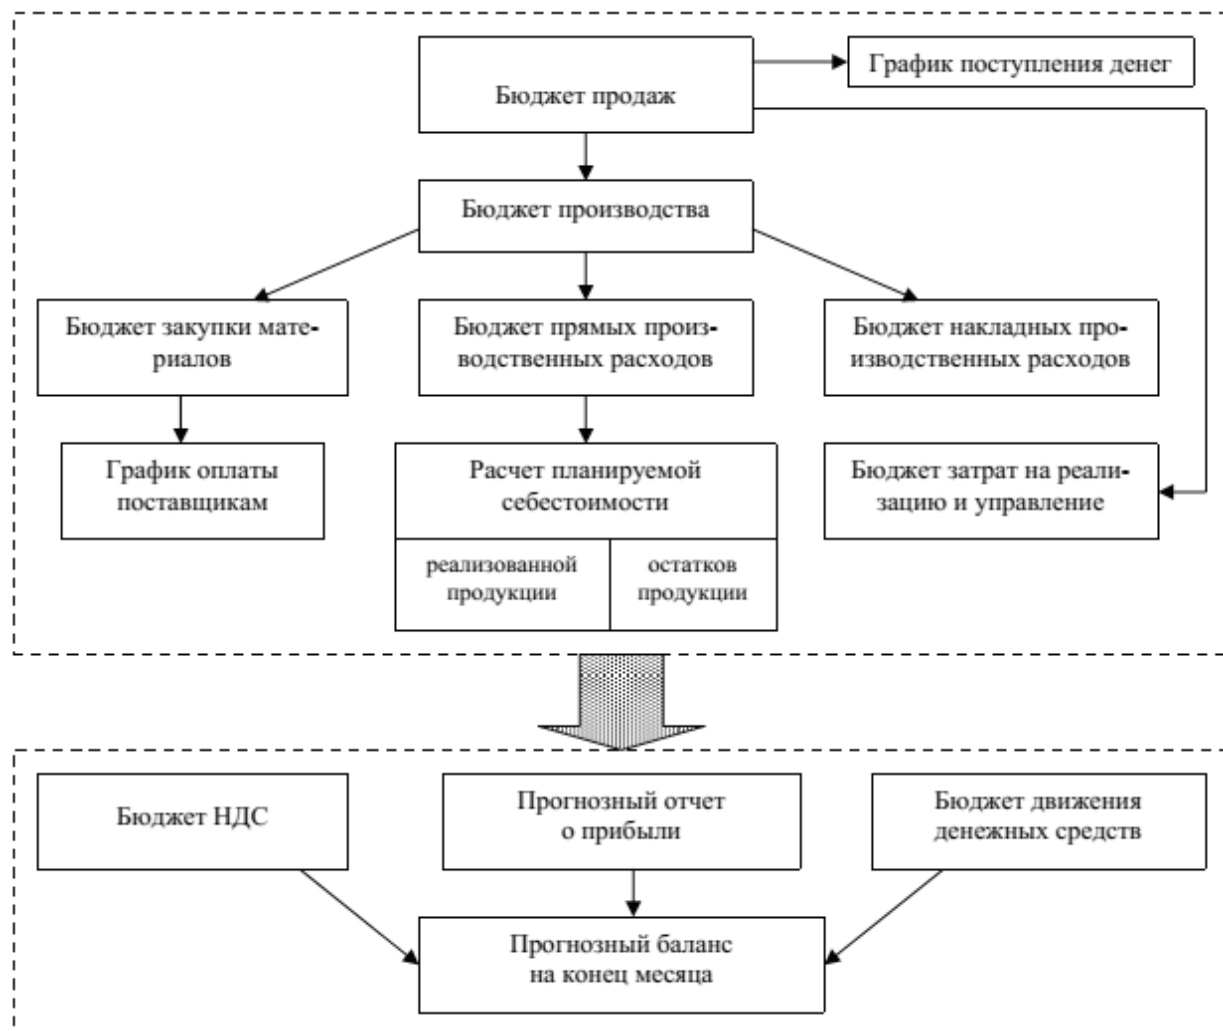 График поступления денег
Бюджет продаж
Бюджет производства
Бюджет закупки мате-
риалов
Бюджет прямых произ-
водственных расходов
Бюджет накладных про-
изводственных расходов
График оплаты
поставщикам
Расчет планируемой
себестоимости
реализованной
продукции
остатков
продукции
Бюджет затрат на реали-
зацию и управление
Бюджет НДС
Прогнозный отчет
о прибыли
Бюджет движения
денежных средств
Прогнозный баланс
на конец месяца